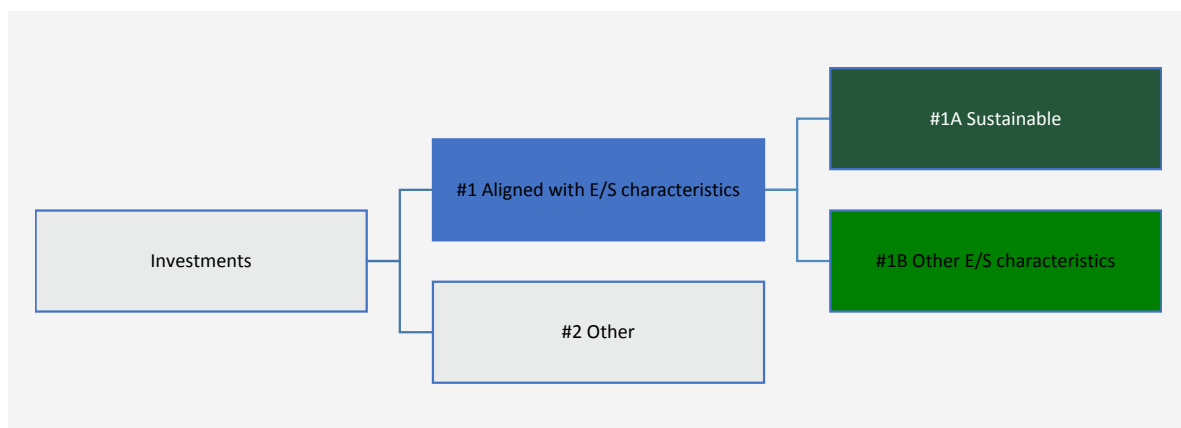 #1A Sustainable
#1 Aligned with E/S characteristics
Investments
#1B Other E/S characteristics
#2 Other